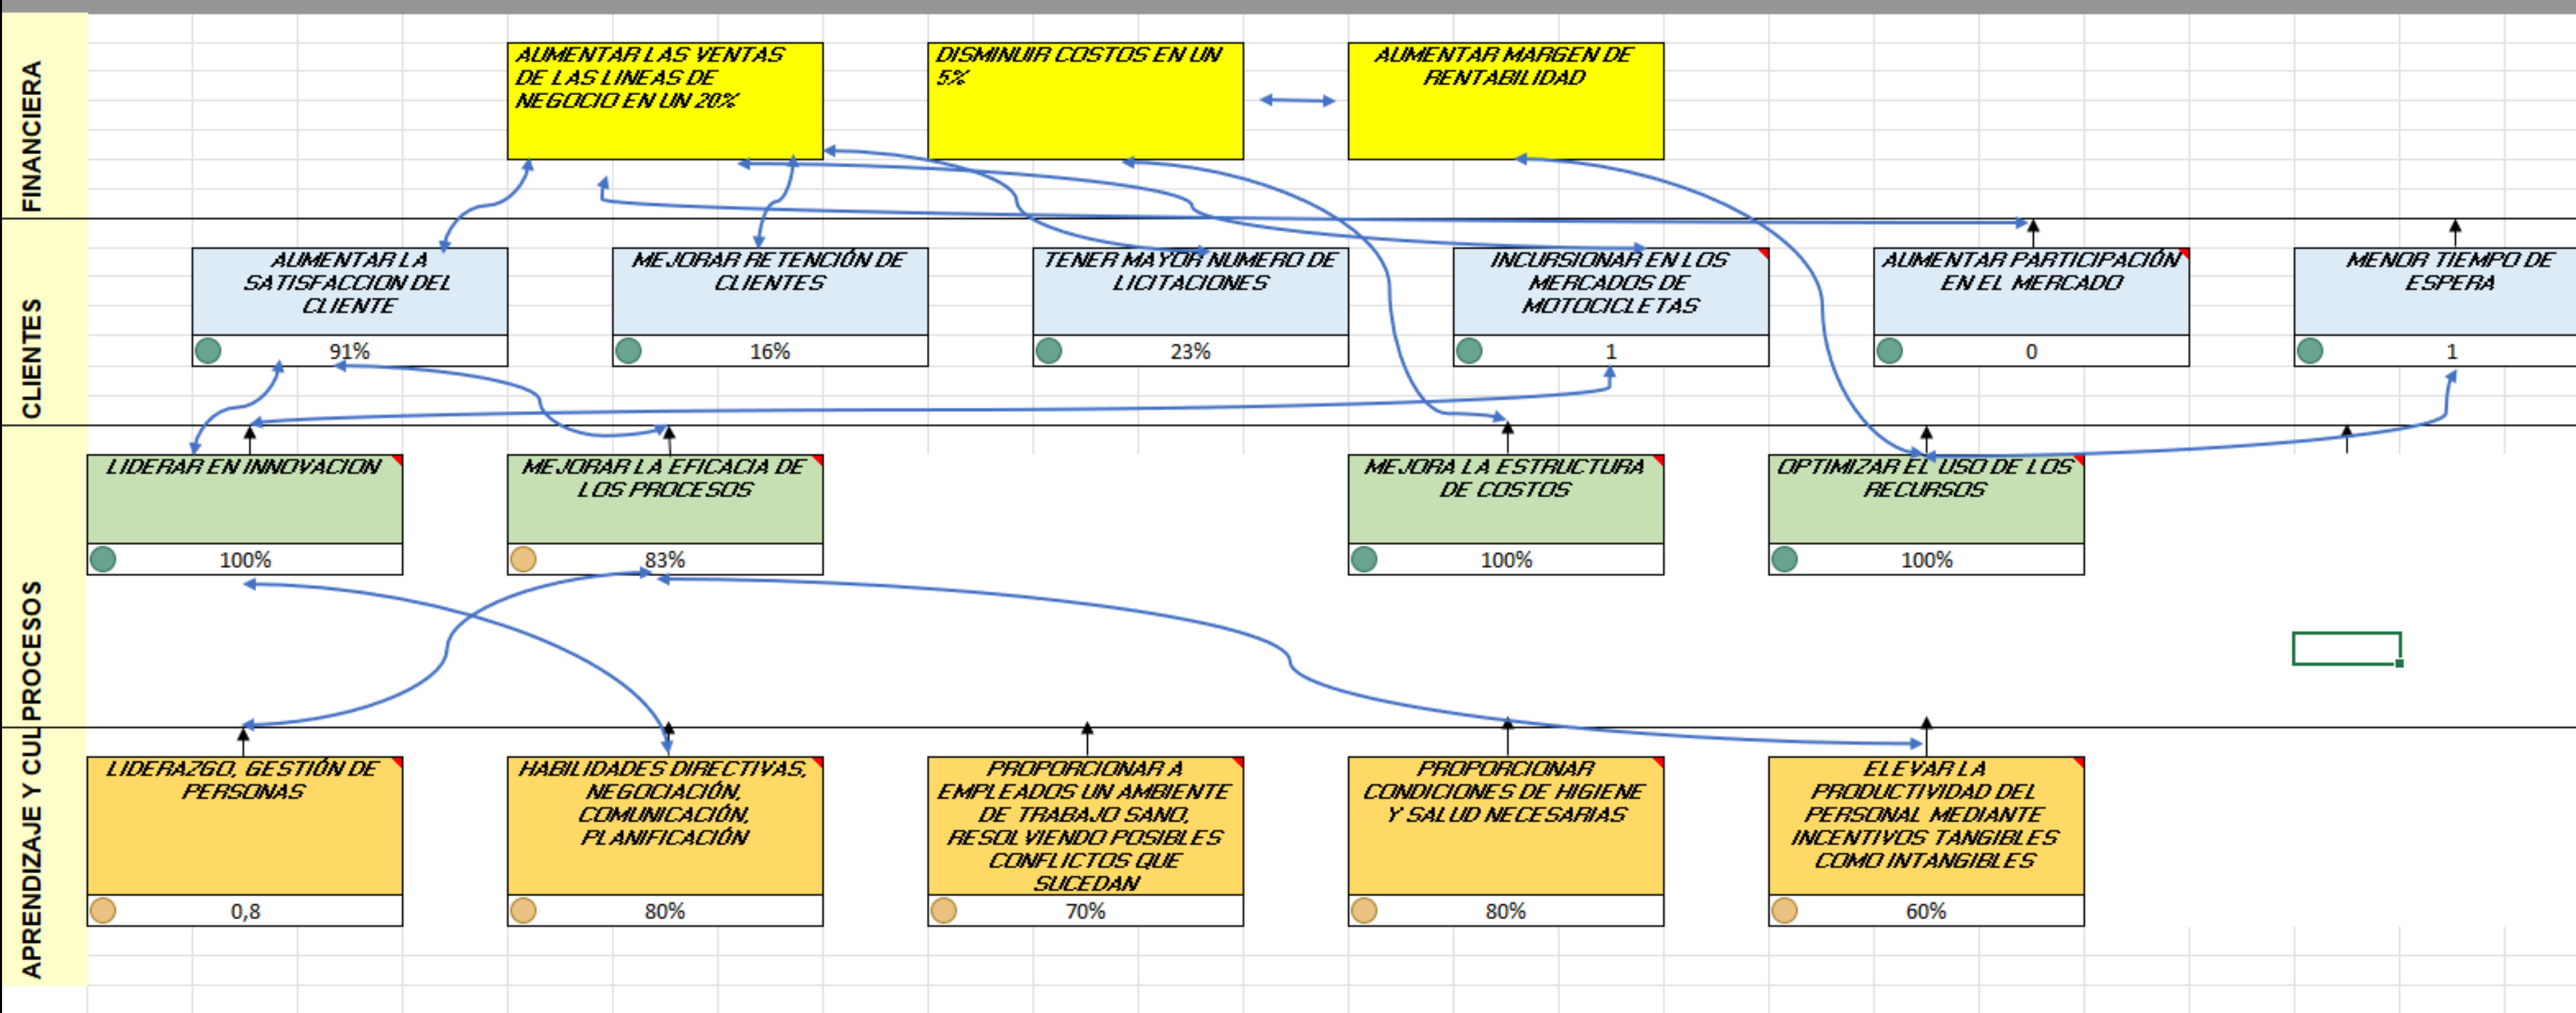 FINANCIERA
AUMENTAR LAS VENTAS
DE LAS LINEAS DE
NEGOCIO EN UN 20%
DISMINUIR COSTOS EN UN
5%
AUMENTAR MARGEN DE
RENTABILIDAD
CLIENTES
AUMENTAR LA
SATISFACCION DEL
CLIENTE
91%
MEJORAR RETENCIÓN DE
CLIENTES
16%
TENER MAYOR NUMERO DE
LICITACIONES
23%
INCURSIONAR EN LOS
MERCADOS DE
MOTOCICLETAS
1
AUMENTAR PARTICIPACIÓN
EN EL MERCADO
0
MENOR TIEMPO DE
ESPERA
1
PROCESOS
LIDERAR EN INNOVACION
100%
MEJORAR LA EFICACIA DE
LOS PROCESOS
83%
MEJORA LA ESTRUCTURA
DE COSTOS
100%
OPTIMIZAR EL USO DE LOS
RECURSOS
100%
APRENDIZAJE Y CUL
LIDERAZGO, GESTIÓN DE
PERSONAS
0,8
HABILIDADES DIRECTIVAS,
NEGOCIACIÓN,
COMUNICACIÓN,
PLANIFICACIÓN
80%
PROPORCIONAR A
EMPLEADOS UN AMBIENTE
DE TRABAJO SANO,
RESOLVIENDO POSIBLES
CONFLICTOS QUE
SUCEDAN
70%
PROPORCIONAR
CONDICIONES DE HIGIENE
Y SALUD NECESARIAS
80%
ELEVAR LA
PRODUCTIVIDAD DEL
PERSONAL MEDIANTE
INCENTIVOS TANGIBLES
COMO INTANGIBLES
60%